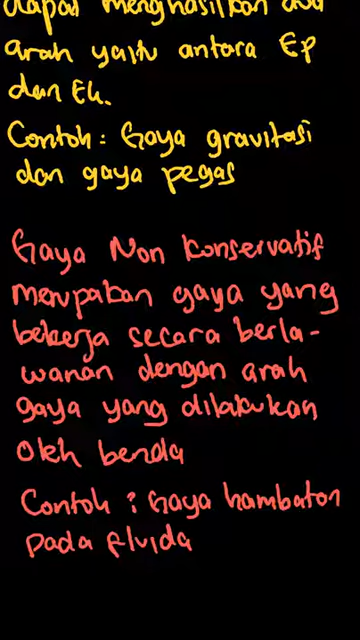 dapat menghasilkan dua
arah yaitu antara Ep
dan Ek.
Contoh : Gaya gravitasi
dan gaya pegas
Gaya Non konservatif
merupakan gaya yang
bekerja secara berla-
wanan dengan arah
gaya yang dilakukan
oleh benda
Contoh : Gaya hambatan
pada fluida